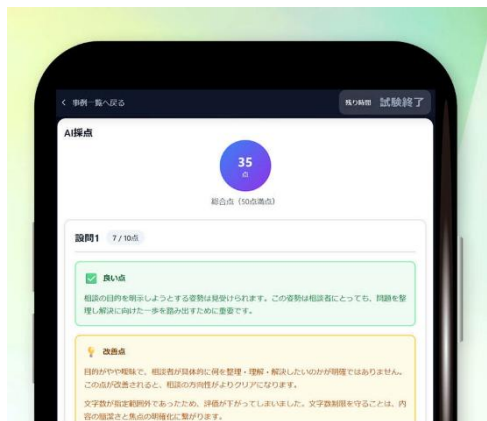 < 事例一覧へ戻る
残り時間 試験終了
AI採点
35
点
総合点（50点満点）
設問1 7 / 10点
良い点
相談の目的を明示しようとする姿勢は見受けられます。この姿勢は相談者にとっても、問題を整
理し解決に向けた一歩を踏み出すために重要です。
改善点
目的がやや曖昧で、相談者が具体的に何を整理・理解・解決したいのかが明確ではありません。
この点が改善されると、相談の方向性がよりクリアになります。
文字数が指定範囲外であったため、評価が下がってしまいました。文字数制限を守ることは、内
容の簡潔さと焦点の明確化に繋がります。